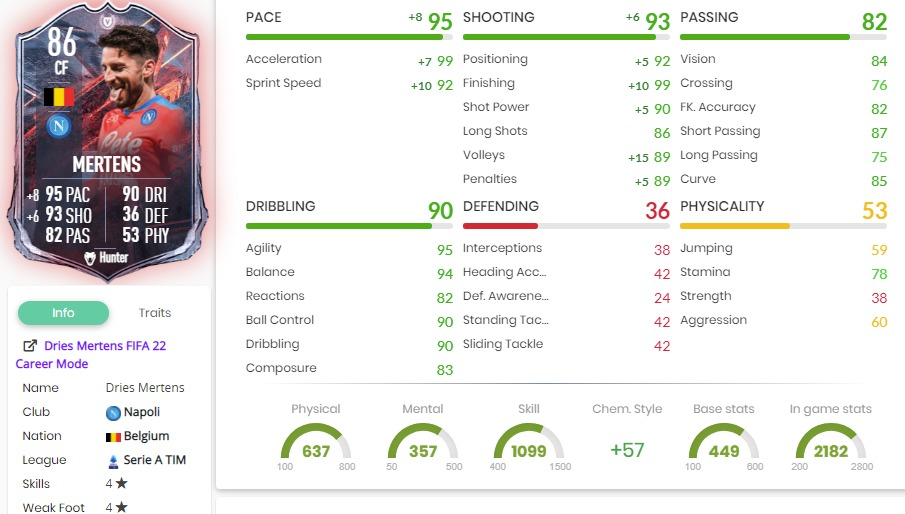 86
CF
Pete
MERTENS
+8 95 PAC 90 DRI
+6 93 SHO 36 DEF
82 PAS 53 PHY
Hunter
Info Traits
Dries Mertens FIFA 22
Career Mode
Name Dries Mertens
Club Napoli
Nation Belgium
League Serie A TIM
Skills 4 ★
Weak Foot 4 ★
PACE +8 95
Acceleration +7 99
Sprint Speed +10 92
SHOOTING +6 93
Positioning +5 92
Finishing +10 99
Shot Power +5 90
Long Shots 86
Volleys +15 89
Penalties +5 89
PASSING 82
Vision 84
Crossing 76
FK. Accuracy 82
Short Passing 87
Long Passing 75
Curve 85
DRIBBLING 90
Agility 95
Balance 94
Reactions 82
Ball Control 90
Dribbling 90
Composure 83
DEFENDING 36
Interceptions 38
Heading Acc... 42
Def. Awarene... 24
Standing Tac... 42
Sliding Tackle 42
PHYSICALITY 53
Jumping 59
Stamina 78
Strength 38
Aggression 60
Physical
637
100 800
Mental
357
50 500
Skill
1099
400 1500
Chem. Style
+57
Base stats
449
100 600
In game stats
2182
200 2800